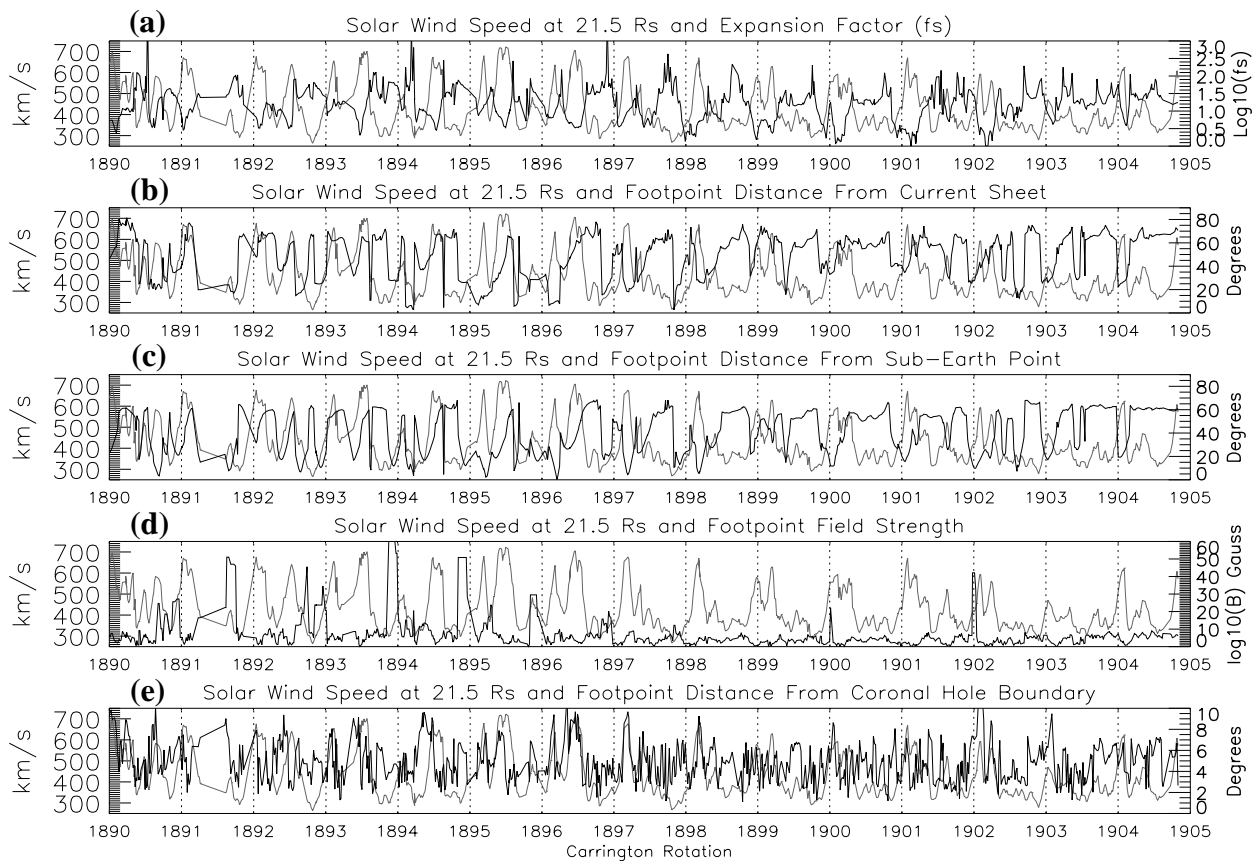 (a) Solar Wind Speed at 21.5 Rs and Expansion Factor (fs)
km/s
700
600
500
400
300
3.0
2.5
2.0
1.5
1.0
0.5
0.0
Log10(fs)
1890 1891 1892 1893 1894 1895 1896 1897 1898 1899 1900 1901 1902 1903 1904 1905
(b) Solar Wind Speed at 21.5 Rs and Footpoint Distance From Current Sheet
km/s
700
600
500
400
300
80
60
40
20
0
Degrees
1890 1891 1892 1893 1894 1895 1896 1897 1898 1899 1900 1901 1902 1903 1904 1905
(c) Solar Wind Speed at 21.5 Rs and Footpoint Distance From Sub-Earth Point
km/s
700
600
500
400
300
80
60
40
20
0
Degrees
1890 1891 1892 1893 1894 1895 1896 1897 1898 1899 1900 1901 1902 1903 1904 1905
(d) Solar Wind Speed at 21.5 Rs and Footpoint Field Strength
km/s
700
600
500
400
300
60
50
40
30
20
10
0
log10(B) Gauss
1890 1891 1892 1893 1894 1895 1896 1897 1898 1899 1900 1901 1902 1903 1904 1905
(e) Solar Wind Speed at 21.5 Rs and Footpoint Distance From Coronal Hole Boundary
km/s
700
600
500
400
300
10
8
6
4
2
0
Degrees
1890 1891 1892 1893 1894 1895 1896 1897 1898 1899 1900 1901 1902 1903 1904 1905
Carrington Rotation